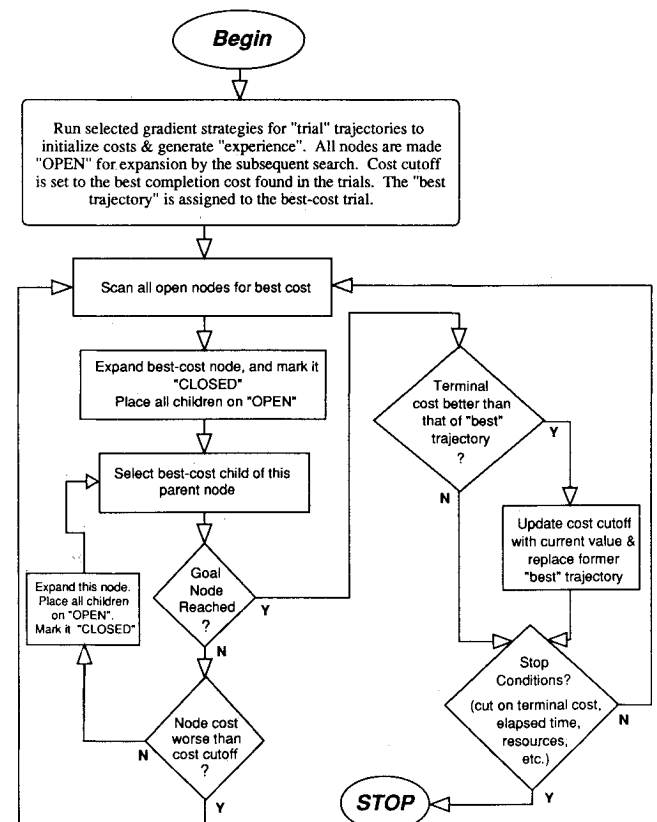 Begin
Run selected gradient strategies for "trial" trajectories to
initialize costs & generate "experience". All nodes are made
"OPEN" for expansion by the subsequent search. Cost cutoff
is set to the best completion cost found in the trials. The "best
trajectory" is assigned to the best-cost trial.
Scan all open nodes for best cost
Expand best-cost node, and mark it
"CLOSED"
Place all children on "OPEN"
Select best-cost child of this
parent node
Goal
Node
Reached
?
Y
N
Expand this node.
Place all children
on "OPEN".
Mark it "CLOSED"
Node cost
worse than
cost cutoff
?
N
Y
Terminal
cost better than
that of "best"
trajectory
?
Y
N
Update cost cutoff
with current value &
replace former
"best" trajectory
Stop
Conditions?
(cut on terminal cost,
elapsed time,
resources,
etc.)
N
Y
STOP